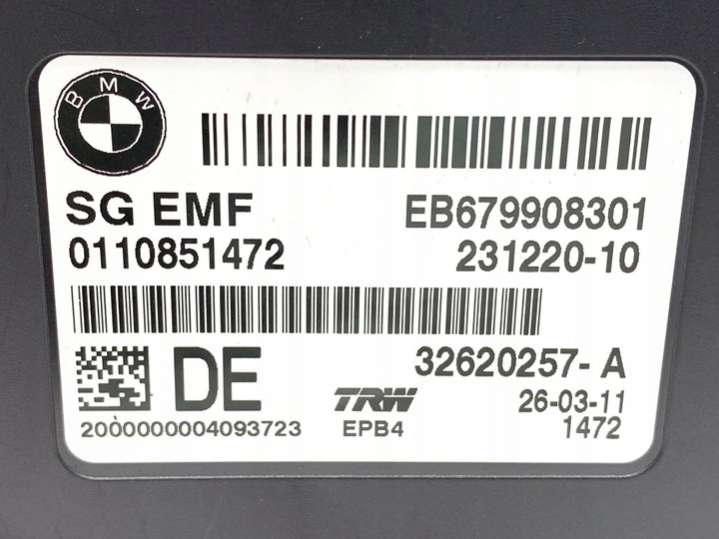 BMW
SG EMF EB679908301
0110851472 231220-10
32620257- A
DE TRW 26-03-11
2000000004093723 EPB4 1472